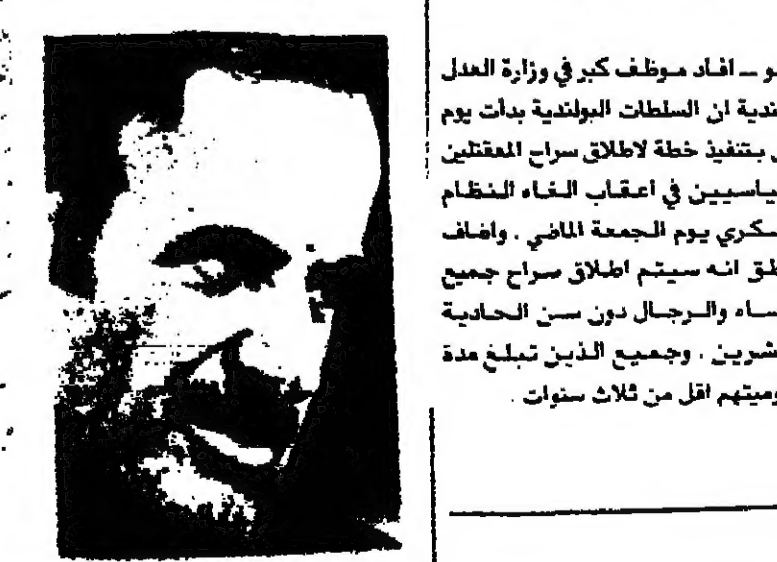 و ـ افاد موظف كبر في وزارة العدل
ندية ان السلطات البولندية بدأت يوم
بتنفيذ خطة لاطلاق سراح المعتقلين
ياسيين في اعقاب الغاء النظام
سكري يوم الجمعة الماضي . واضاف
طق انه سيتم اطلاق سراح جميع
ساء والرجال دون سن الحادية
شرين . وجميع الذين تبلغ مدة
وميتهم اقل من ثلاث سنوات .